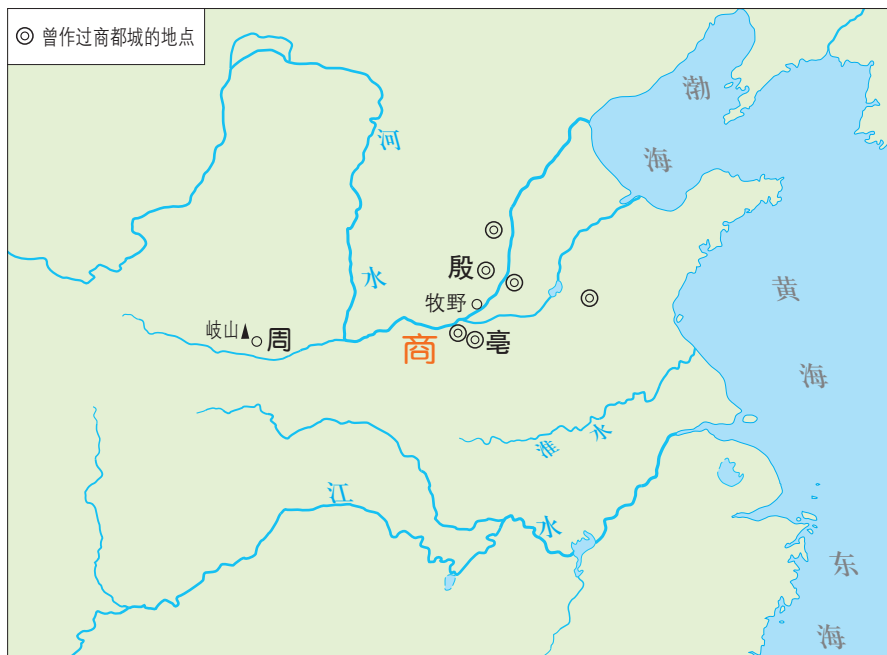 曾作过商都城的地点
渤
海
河
水
殷
牧野
黄
海
岐山
周
商
亳
淮水
江
水
东
海